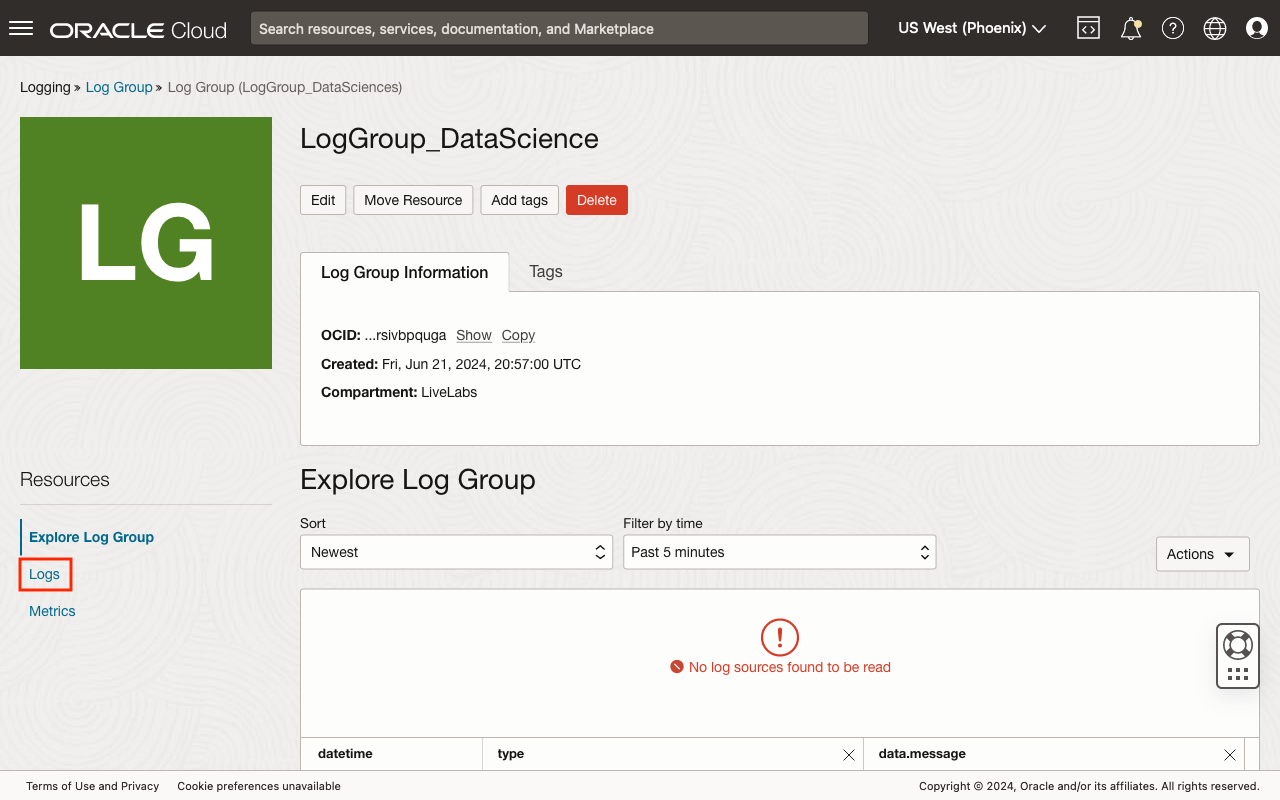 ORACLE Cloud
Search resources, services, documentation, and Marketplace
US West (Phoenix)
Logging » Log Group » Log Group (LogGroup_DataSciences)
LG
LogGroup_DataScience
Edit Move Resource Add tags Delete
Log Group Information Tags
OCID: ...rsivbpquga Show Copy
Created: Fri, Jun 21, 2024, 20:57:00 UTC
Compartment: LiveLabs
Resources
Explore Log Group
Logs
Metrics
Explore Log Group
Sort Filter by time
Newest Past 5 minutes Actions
No log sources found to be read
datetime type data.message
Terms of Use and Privacy Cookie preferences unavailable Copyright © 2024, Oracle and/or its affiliates. All rights reserved.